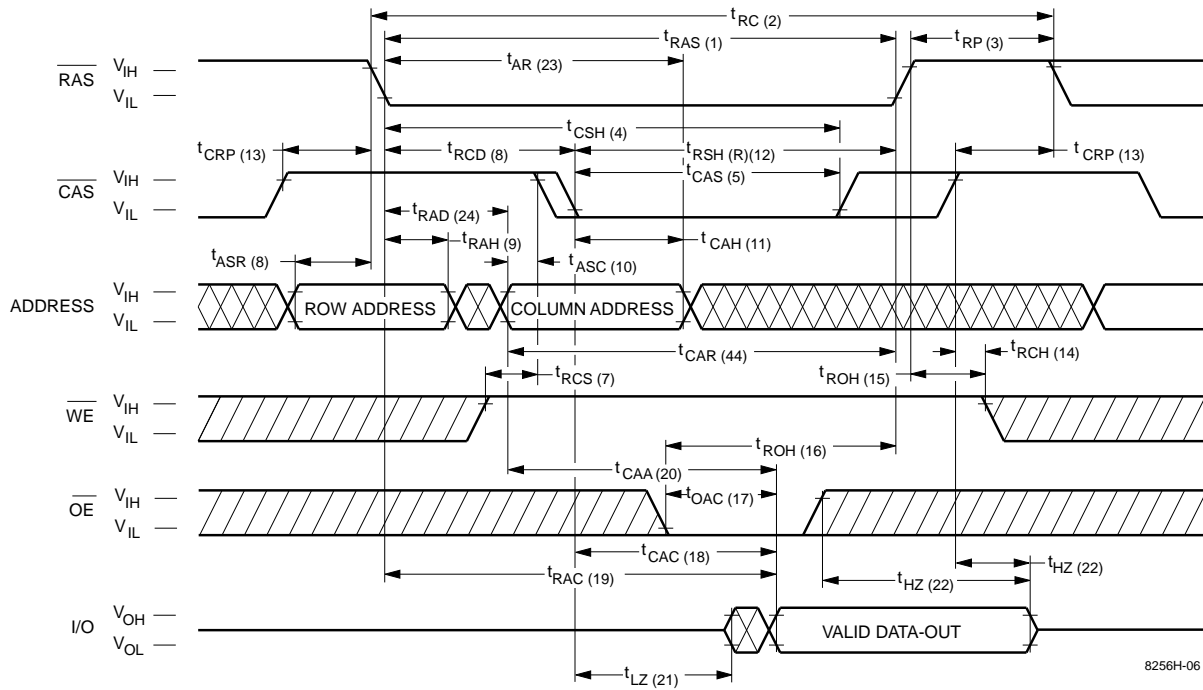 tRC (2)
tRAS (1)
tRP (3)
tAR (23)
RAS
VIH
VIL
tCSH (4)
tCRP (13)
tRCD (8)
tRSH (R)(12)
tCRP (13)
tCAS (5)
CAS
VIH
VIL
tRAD (24)
tRAH (9)
tCAH (11)
tASR (8)
tASC (10)
ADDRESS
VIH
VIL
ROW ADDRESS
COLUMN ADDRESS
tCAR (44)
tRCH (14)
tRCS (7)
tROH (15)
WE
VIH
VIL
tROH (16)
tCAA (20)
tOAC (17)
OE
VIH
VIL
tCAC (18)
tRAC (19)
tHZ (22)
tHZ (22)
I/O
VOH
VOL
VALID DATA-OUT
tLZ (21)
8256H-06